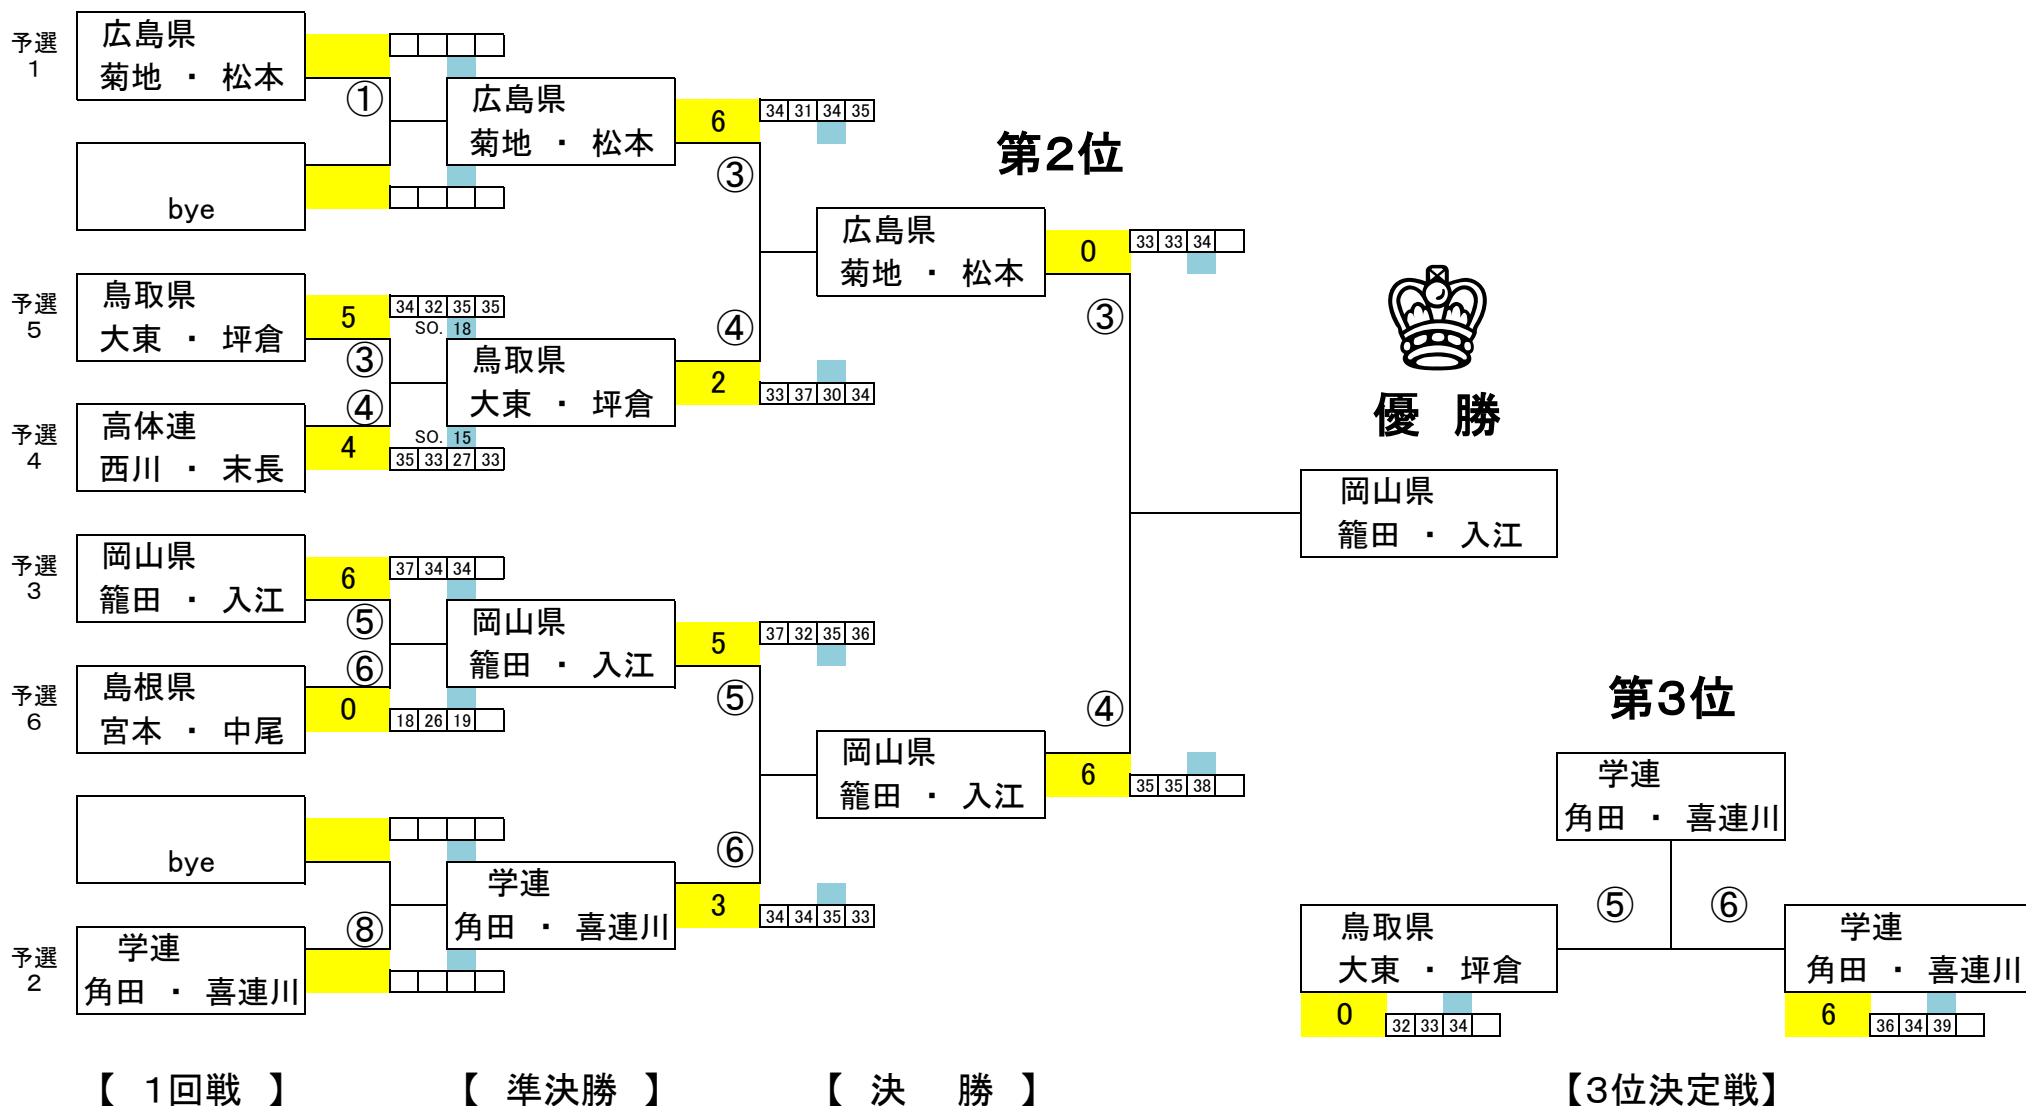 予選
1
広島県
菊地 ・ 松本
①
bye
予選
5
鳥取県
大東 ・ 坪倉
5
34 32 35 35
SO. 18
③
④
予選
4
高体連
西川 ・ 末長
4
SO. 15
35 33 27 33
予選
3
岡山県
籠田 ・ 入江
6
37 34 34
⑤
⑥
予選
6
島根県
宮本 ・ 中尾
0
18 26 19
bye
⑧
予選
2
学連
角田 ・ 喜連川
【 1回戦 】
広島県
菊地 ・ 松本
6
34 31 34 35
③
④
鳥取県
大東 ・ 坪倉
2
33 37 30 34
岡山県
籠田 ・ 入江
5
37 32 35 36
⑤
⑥
学連
角田 ・ 喜連川
3
34 34 35 33
【 準決勝 】
第2位
広島県
菊地 ・ 松本
0
33 33 34
③
④
岡山県
籠田 ・ 入江
6
35 35 38
【 決 勝 】
優 勝
岡山県
籠田 ・ 入江
第3位
学連
角田 ・ 喜連川
⑤ ⑥
鳥取県
大東 ・ 坪倉
0
32 33 34
学連
角田 ・ 喜連川
6
36 34 39
【3位決定戦】